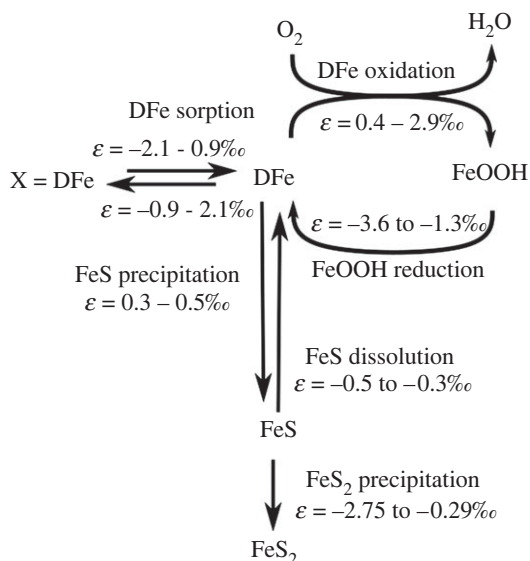 O₂
H₂O
DFe oxidation
ε = 0.4 – 2.9‰
DFe sorption
ε = –2.1 - 0.9‰
X = DFe
DFe
FeOOH
ε = –0.9 - 2.1‰
ε = –3.6 to –1.3‰
FeOOH reduction
FeS precipitation
ε = 0.3 – 0.5‰
FeS dissolution
ε = –0.5 to –0.3‰
FeS
FeS₂ precipitation
ε = –2.75 to –0.29‰
FeS₂